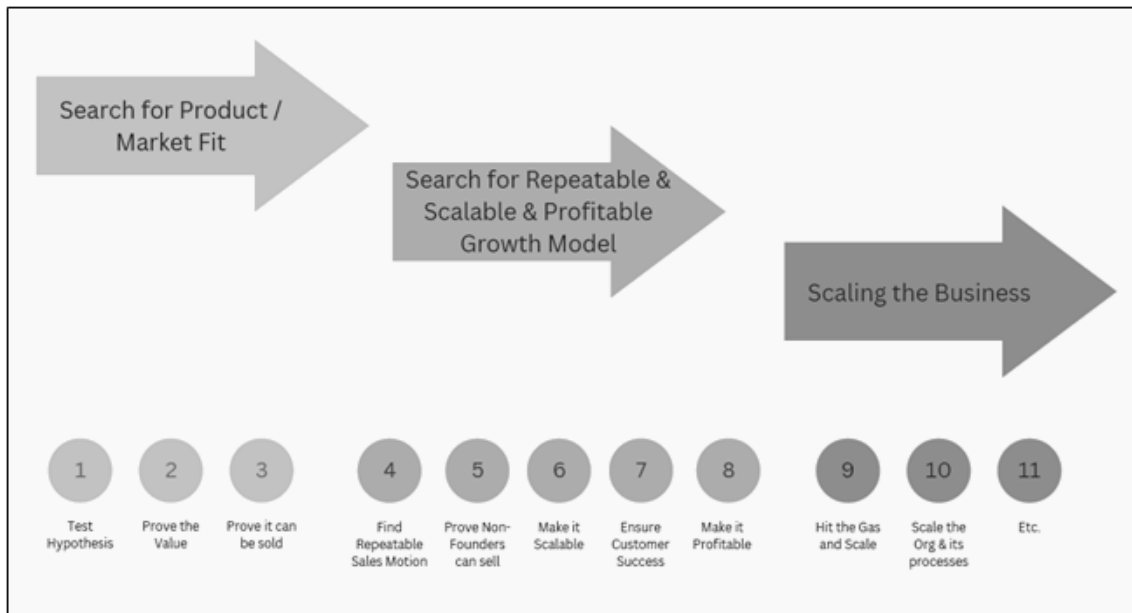 Search for Product /
Market Fit
Search for Repeatable &
Scalable & Profitable
Growth Model
Scaling the Business
1
2
3
4
5
6
7
8
9
10
11
Test
Hypothesis
Prove the
Value
Prove it can
be sold
Find
Repeatable
Sales Motion
Prove Non-
Founders
can sell
Make it
Scalable
Ensure
Customer
Success
Make it
Profitable
Hit the Gas
and Scale
Scale the
Org & its
processes
Etc.